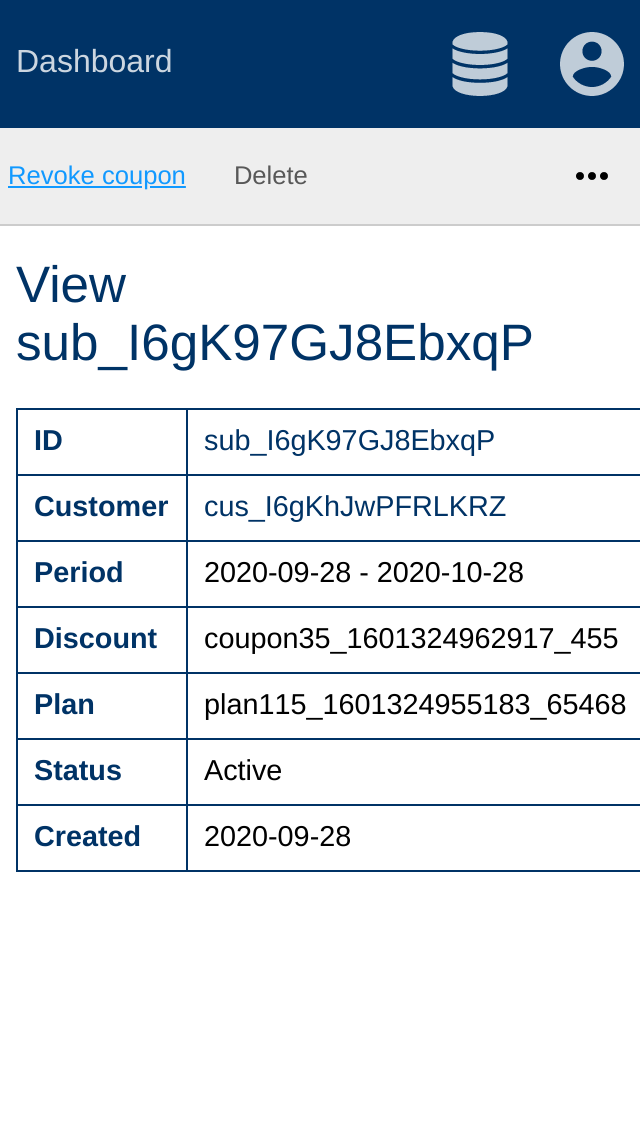 Dashboard
Revoke coupon Delete
View
sub_I6gK97GJ8EbxqP
ID sub_I6gK97GJ8EbxqP
Customer cus_I6gKhJwPFRLKRZ
Period 2020-09-28 - 2020-10-28
Discount coupon35_1601324962917_455
Plan plan115_1601324955183_65468
Status Active
Created 2020-09-28